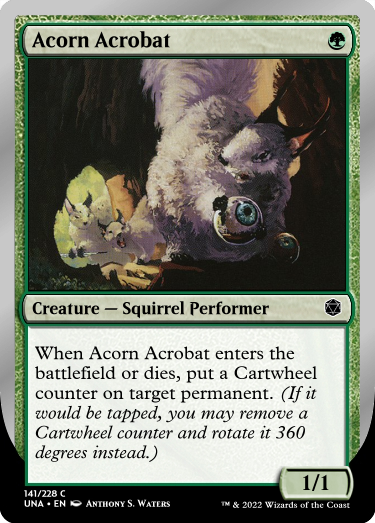 Acorn Acrobat
Creature — Squirrel Performer
When Acorn Acrobat enters the
battlefield or dies, put a Cartwheel
counter on target permanent. (If it
would be tapped, you may remove a
Cartwheel counter and rotate it 360
degrees instead.)
1/1
141/228 C
UNA • EN Anthony S. Waters
™ & 2022 Wizards of the Coast